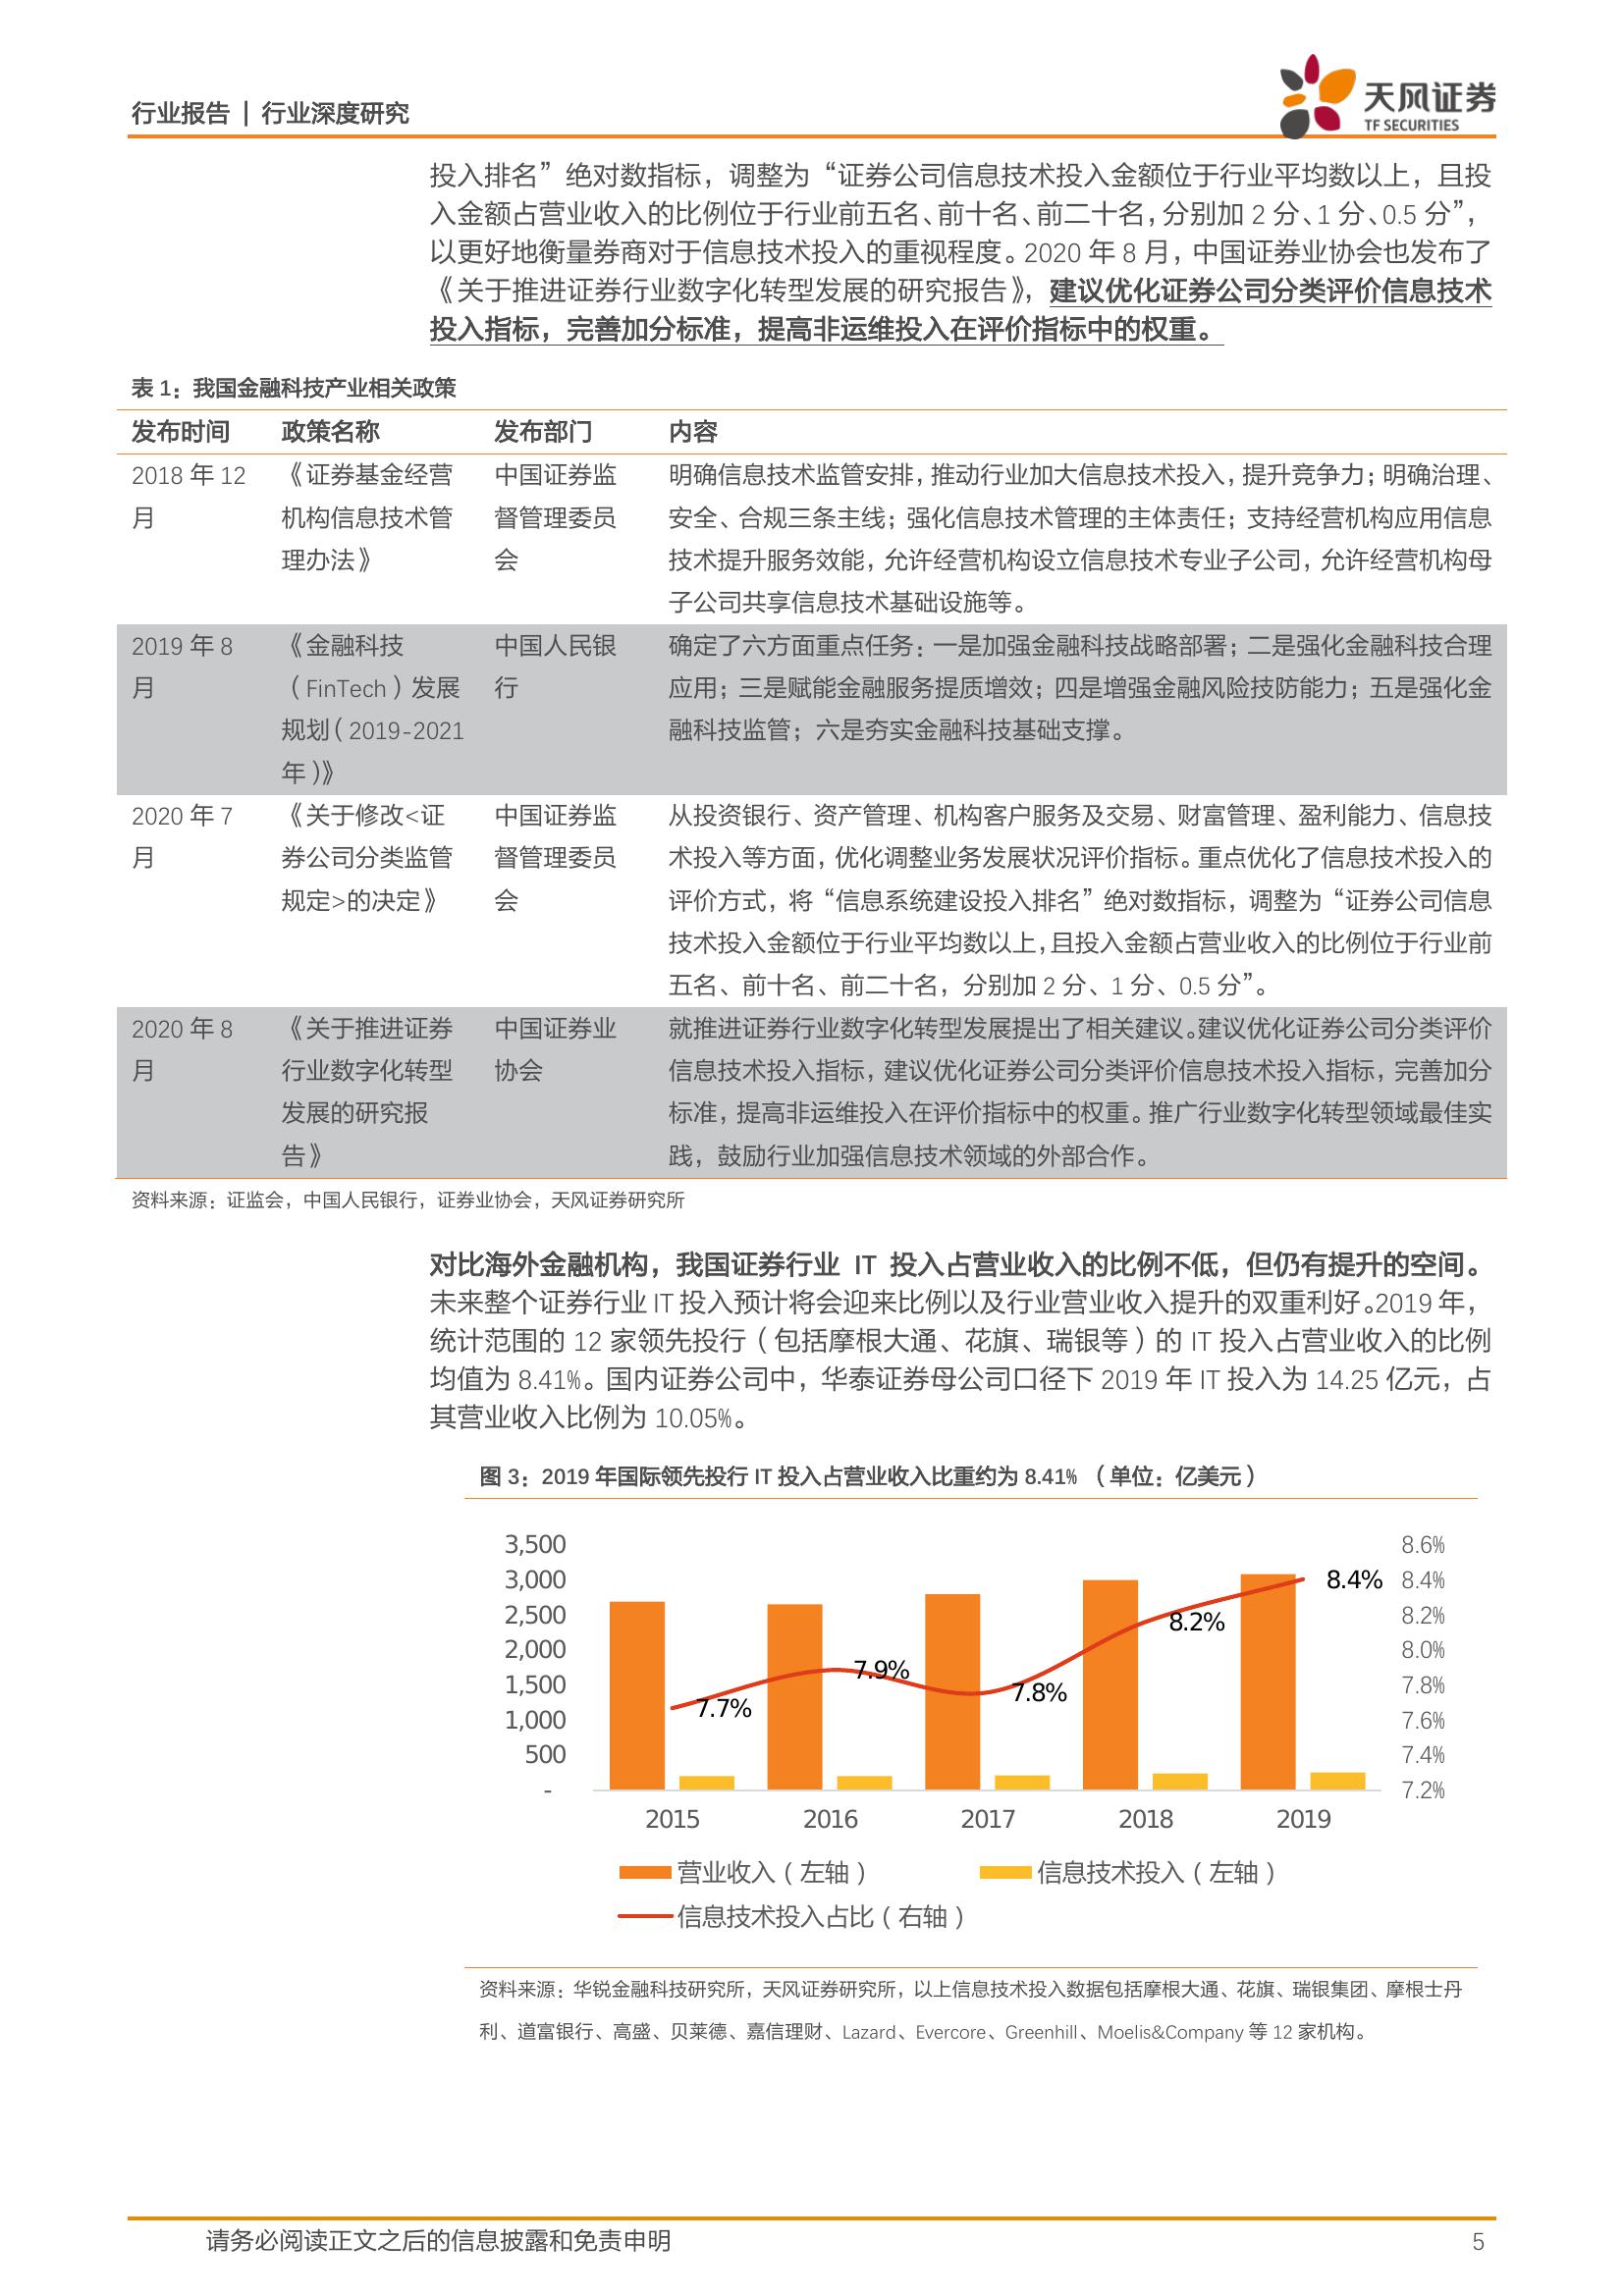 行业报告 | 行业深度研究
天风证券
TF SECURITIES
投入排名”绝对数指标，调整为“证券公司信息技术投入金额位于行业平均数以上，且投
入金额占营业收入的比例位于行业前五名、前十名、前二十名，分别加 2 分、1 分、0.5 分”，
以更好地衡量券商对于信息技术投入的重视程度。2020 年 8 月，中国证券业协会也发布了
《关于推进证券行业数字化转型发展的研究报告》，建议优化证券公司分类评价信息技术
投入指标，完善加分标准，提高非运维投入在评价指标中的权重。
表 1：我国金融科技产业相关政策
发布时间 政策名称 发布部门 内容
2018 年 12
月
《证券基金经营
机构信息技术管
理办法》
中国证券监
督管理委员
会
明确信息技术监管安排，推动行业加大信息技术投入，提升竞争力；明确治理、
安全、合规三条主线；强化信息技术管理的主体责任；支持经营机构应用信息
技术提升服务效能，允许经营机构设立信息技术专业子公司，允许经营机构母
子公司共享信息技术基础设施等。
2019 年 8
月
《金融科技
（FinTech）发展
规划（2019-2021
年）》
中国人民银
行
确定了六方面重点任务：一是加强金融科技战略部署；二是强化金融科技合理
应用；三是赋能金融服务提质增效；四是增强金融风险技防能力；五是强化金
融科技监管；六是夯实金融科技基础支撑。
2020 年 7
月
《关于修改<证
券公司分类监管
规定>的决定》
中国证券监
督管理委员
会
从投资银行、资产管理、机构客户服务及交易、财富管理、盈利能力、信息技
术投入等方面，优化调整业务发展状况评价指标。重点优化了信息技术投入的
评价方式，将“信息系统建设投入排名”绝对数指标，调整为“证券公司信息
技术投入金额位于行业平均数以上，且投入金额占营业收入的比例位于行业前
五名、前十名、前二十名，分别加 2 分、1 分、0.5 分”。
2020 年 8
月
《关于推进证券
行业数字化转型
发展的研究报
告》
中国证券业
协会
就推进证券行业数字化转型发展提出了相关建议。建议优化证券公司分类评价
信息技术投入指标，建议优化证券公司分类评价信息技术投入指标，完善加分
标准，提高非运维投入在评价指标中的权重。推广行业数字化转型领域最佳实
践，鼓励行业加强信息技术领域的外部合作。
资料来源：证监会，中国人民银行，证券业协会，天风证券研究所
对比海外金融机构，我国证券行业 IT 投入占营业收入的比例不低，但仍有提升的空间。
未来整个证券行业 IT 投入预计将会迎来比例以及行业营业收入提升的双重利好。2019 年，
统计范围的 12 家领先投行（包括摩根大通、花旗、瑞银等）的 IT 投入占营业收入的比例
均值为 8.41%。国内证券公司中，华泰证券母公司口径下 2019 年 IT 投入为 14.25 亿元，占
其营业收入比例为 10.05%。
图 3：2019 年国际领先投行 IT 投入占营业收入比重约为 8.41% （单位：亿美元）
3,500
3,000
2,500
2,000
1,500
1,000
500
-
7.7%
7.9%
7.8%
8.2%
8.4%
8.6%
8.4%
8.2%
8.0%
7.8%
7.6%
7.4%
7.2%
2015 2016 2017 2018 2019
营业收入（左轴） 信息技术投入（左轴）
信息技术投入占比（右轴）
资料来源：华锐金融科技研究所，天风证券研究所，以上信息技术投入数据包括摩根大通、花旗、瑞银集团、摩根士丹
利、道富银行、高盛、贝莱德、嘉信理财、Lazard、Evercore、Greenhill、Moelis&Company 等 12 家机构。
请务必阅读正文之后的信息披露和免责申明 5